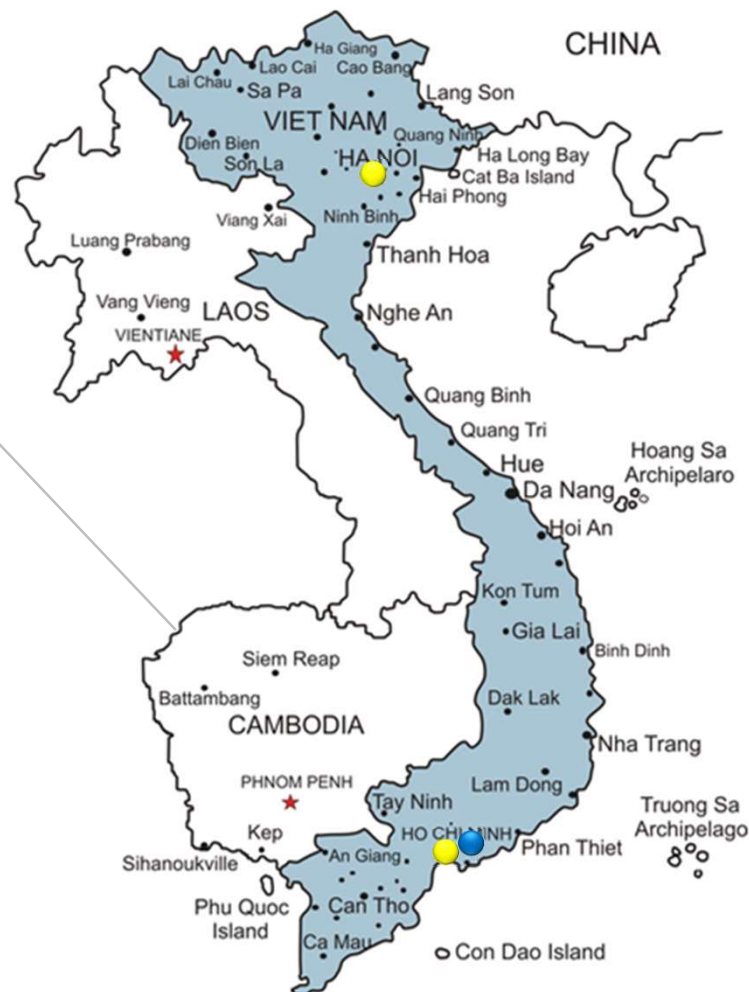 CHINA
Ha Giang
Lao Cai
Cao Bang
Lai Chau
Sa Pa
Lang Son
VIET NAM
Quang Ninh
Dien Bien
HA NOI
Ha Long Bay
Son La
Cat Ba Island
Hai Phong
Viang Xai
Ninh Binh
Luang Prabang
Thanh Hoa
Vang Vieng
LAOS
Nghe An
VIENTIANE
Quang Binh
Quang Tri
Hoang Sa
Archipelaro
Hue
Da Nang
Hoi An
Kon Tum
Gia Lai
Binh Dinh
Siem Reap
Battambang
Dak Lak
CAMBODIA
Nha Trang
PHNOM PENH
Lam Dong
Tay Ninh
Truong Sa
Archipelago
Kep
HO CHI MINH
Phan Thiet
Sihanoukville
An Giang
Phu Quoc
Island
Can Tho
Ca Mau
Con Dao Island